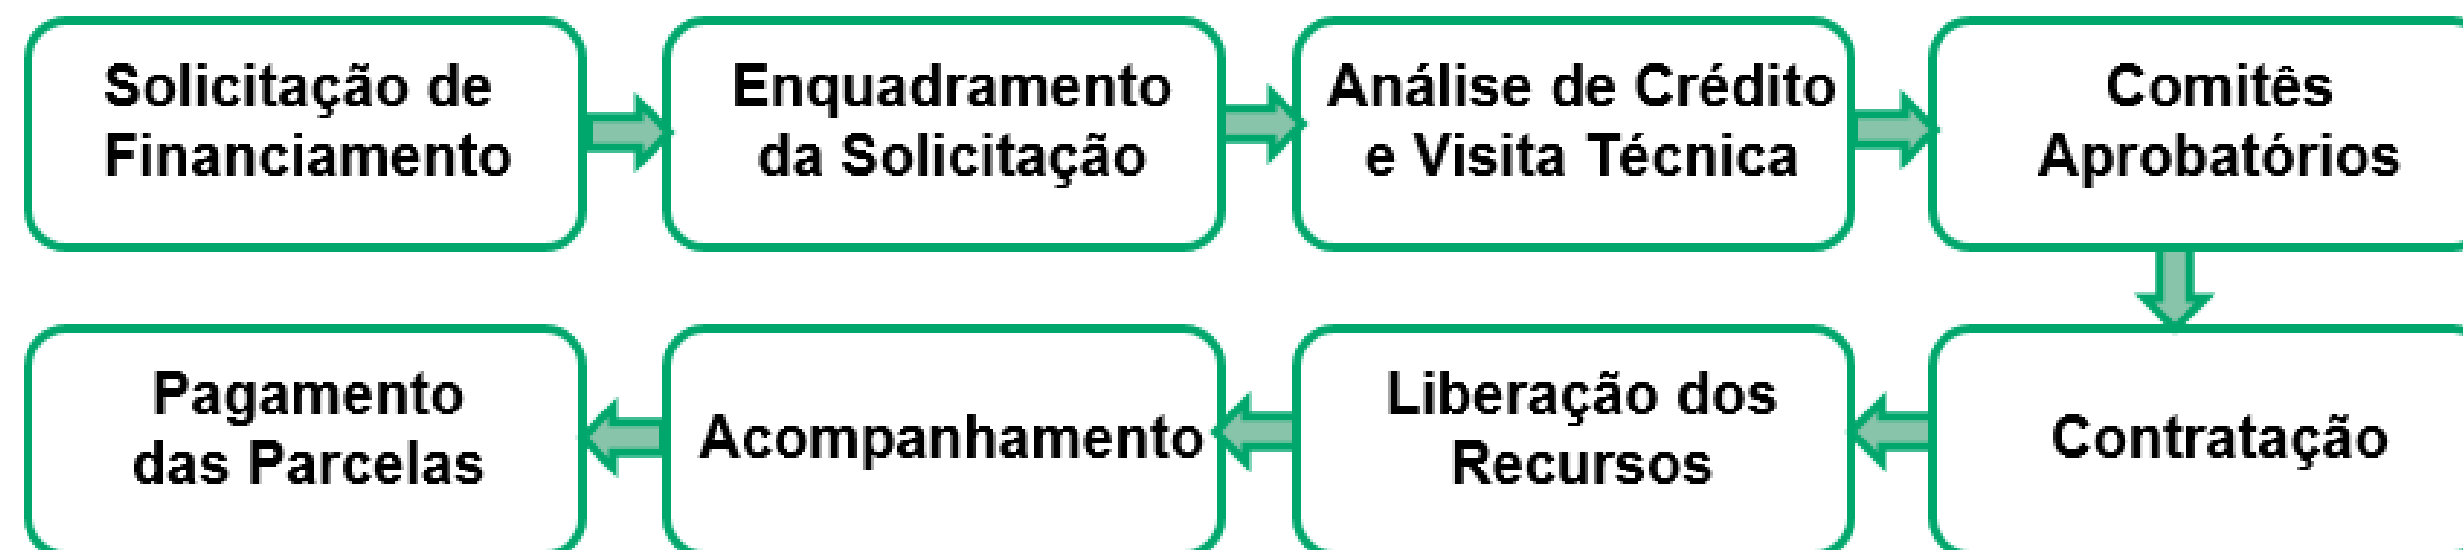 Solicitação de
Financiamento
Enquadramento
da Solicitação
Análise de Crédito
e Visita Técnica
Comitês
Aprobatórios
Contratação
Liberação dos
Recursos
Acompanhamento
Pagamento
das Parcelas